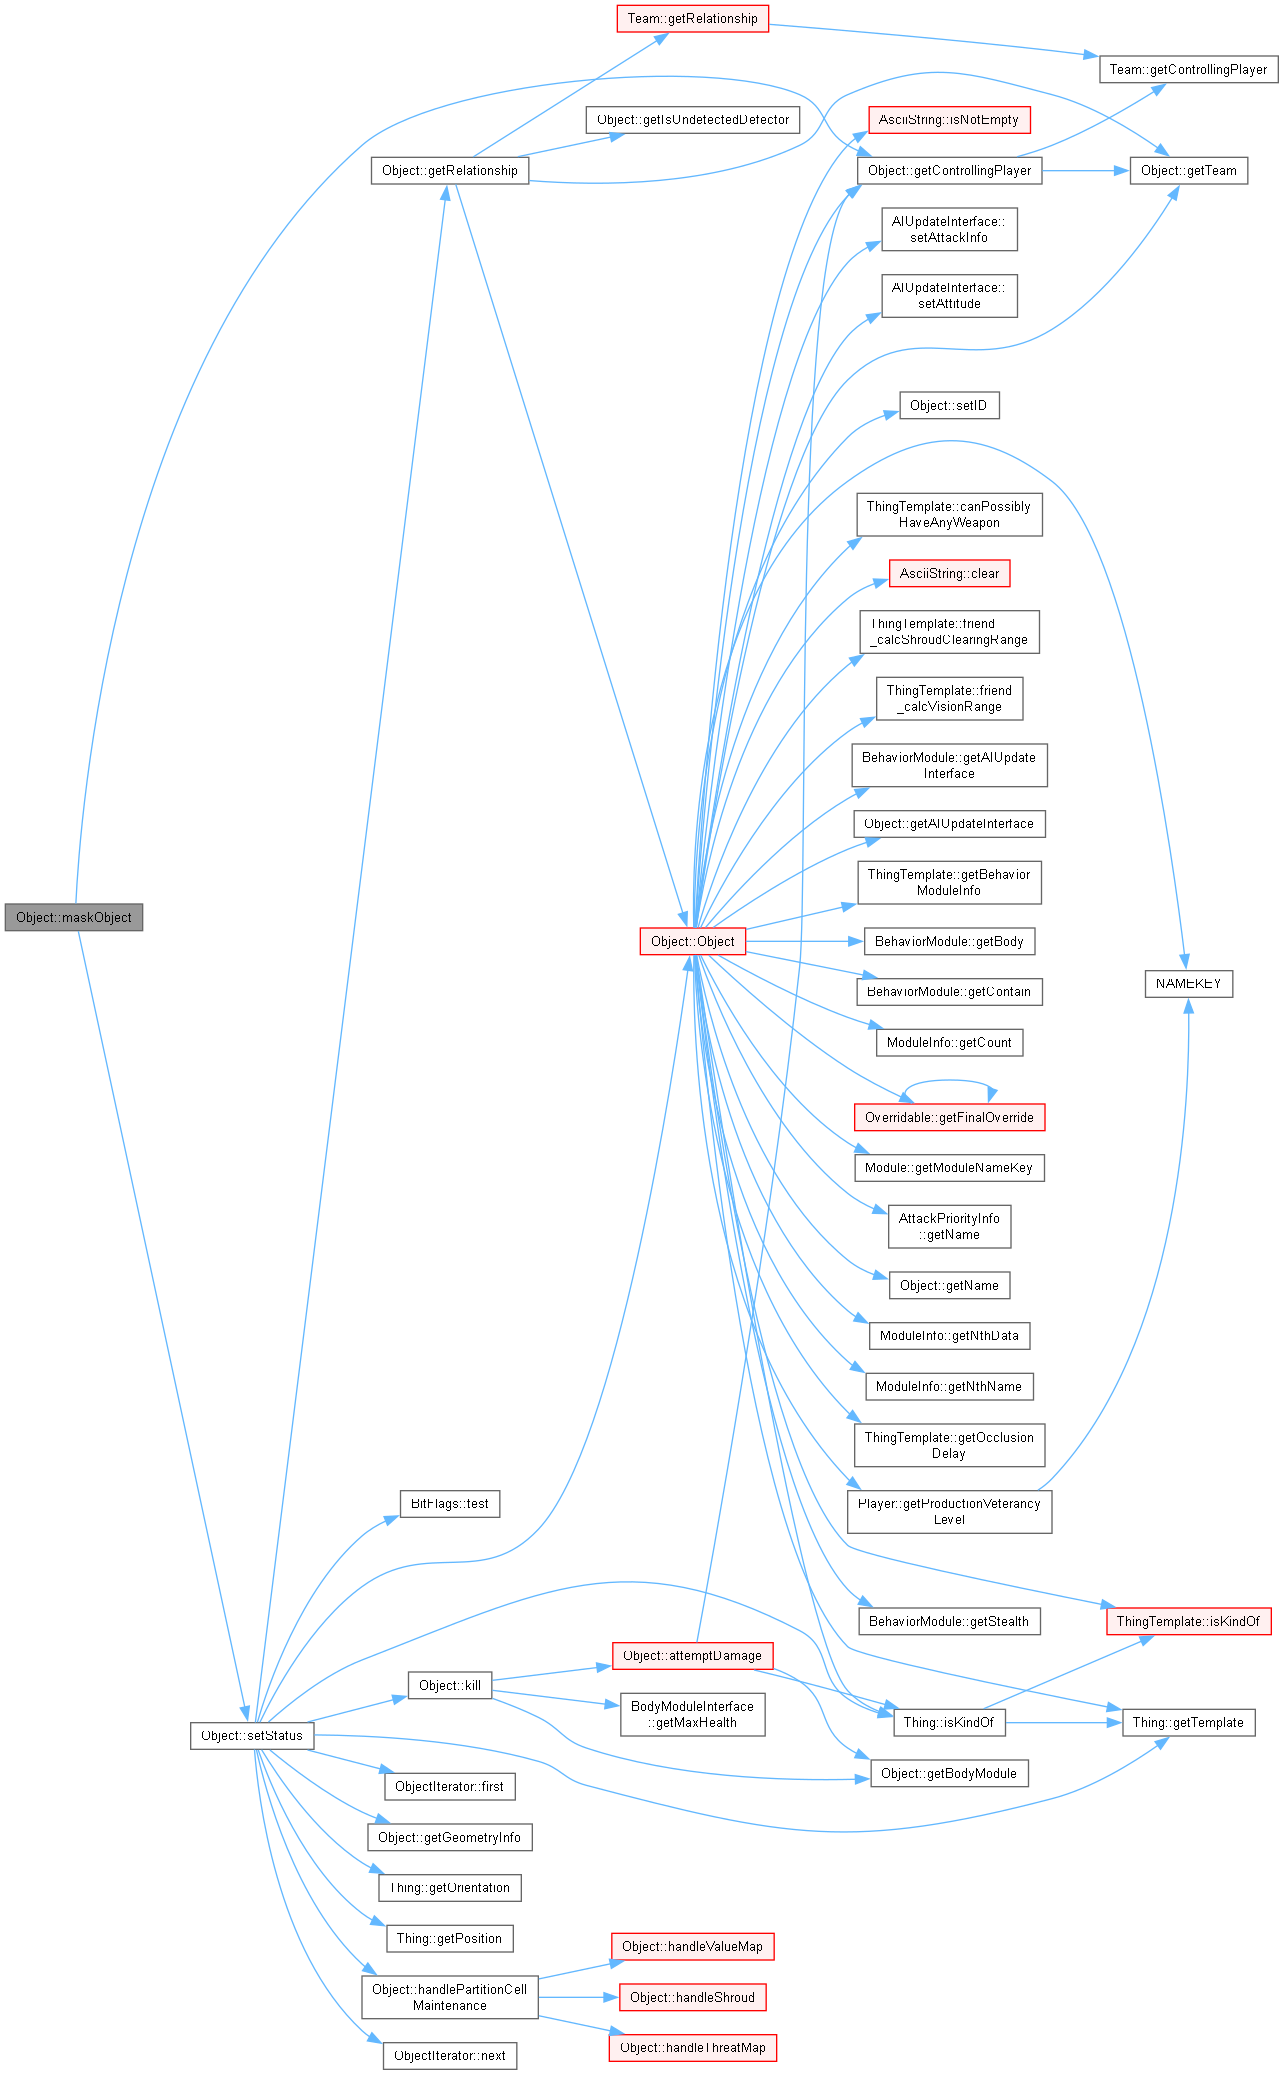 Team::getRelationship
Team::getControllingPlayer
Object::getIsUndetectedDefector
AsciiString::isNotEmpty
Object::getRelationship
Object::getControllingPlayer
Object::getTeam
AIUpdateInterface::
setAttackInfo
AIUpdateInterface::
setAttitude
Object::setID
ThingTemplate::canPossibly
HaveAnyWeapon
AsciiString::clear
ThingTemplate::friend
_calcShroudClearingRange
ThingTemplate::friend
_calcVisionRange
BehaviorModule::getAIUpdate
Interface
Object::getAIUpdateInterface
ThingTemplate::getBehavior
ModuleInfo
Object::maskObject
Object::Object
BehaviorModule::getBody
BehaviorModule::getContain
NAMEKEY
ModuleInfo::getCount
Overridable::getFinalOverride
Module::getModuleNameKey
AttackPriorityInfo
::getName
Object::getName
ModuleInfo::getNthData
ModuleInfo::getNthName
ThingTemplate::getOcclusion
Delay
Player::getProductionVeterancy
Level
BitFlags::test
BehaviorModule::getStealth
ThingTemplate::isKindOf
Object::attemptDamage
Object::kill
BodyModuleInterface
::getMaxHealth
Thing::isKindOf
Thing::getTemplate
Object::setStatus
Object::getBodyModule
ObjectIterator::first
Object::getGeometryInfo
Thing::getOrientation
Thing::getPosition
Object::handleValueMap
Object::handlePartitionCell
Maintenance
Object::handleShroud
Object::handleThreatMap
ObjectIterator::next